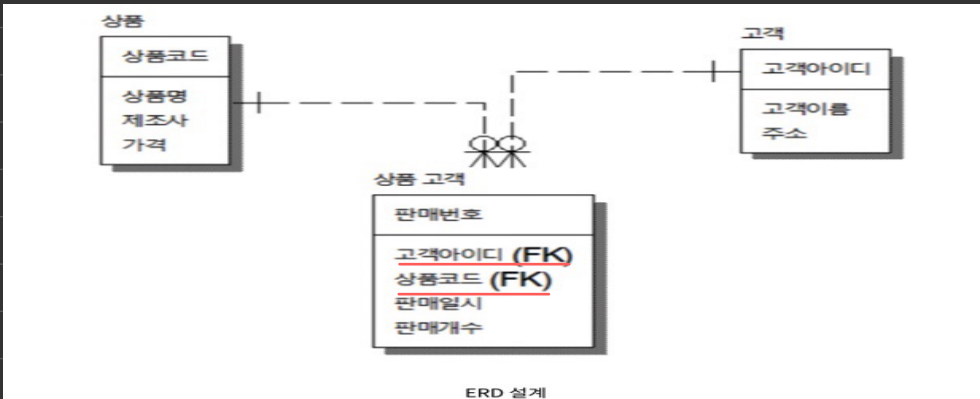 상품
상품코드
상품명
제조사
가격
고객
고객아이디
고객이름
주소
상품 고객
판매번호
고객아이디 (FK)
상품코드 (FK)
판매일시
판매개수
ERD 설계